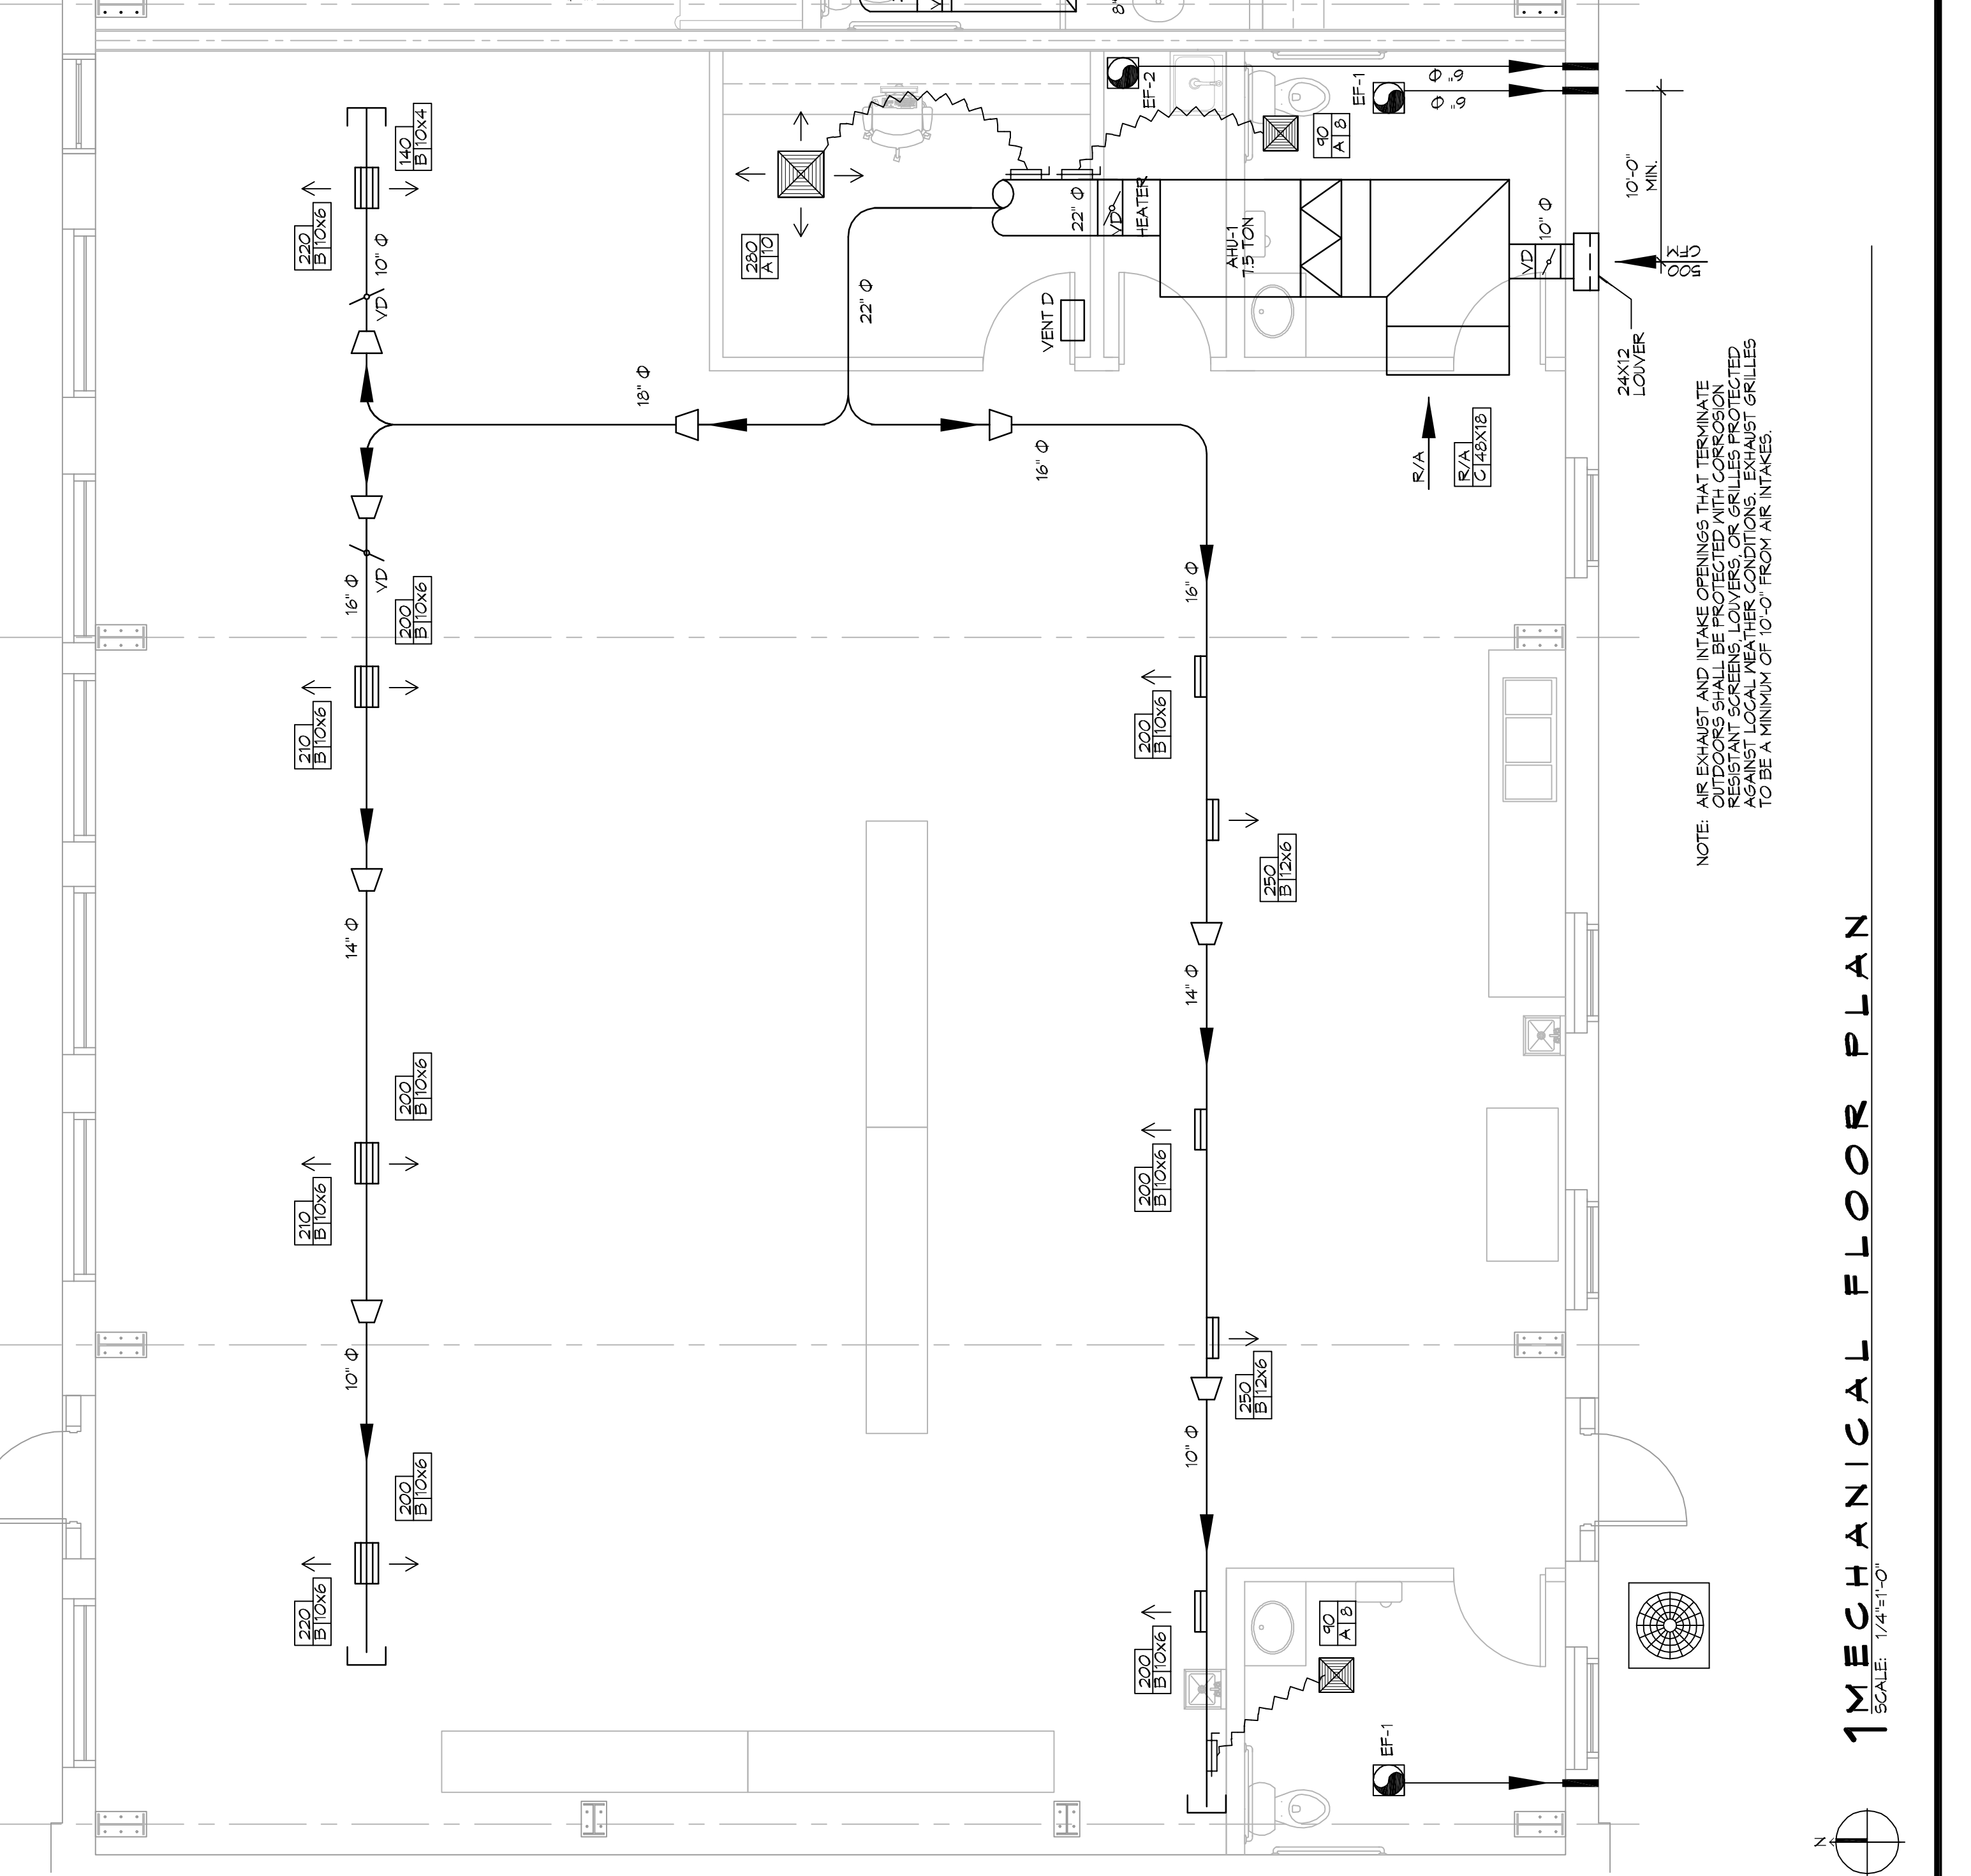 8"
EF-2
EF-1
6" Φ
6" Φ
140
B 10x4
220
B 10x6
10" Φ
VD
280
A 10
90
A 8
22" Φ
VD
HEATER
AHU-1
7.5 TON
VD
10" Φ
10'-0"
MIN.
500
CFM
24X12
LOUVER
22" Φ
VENT D
18" Φ
16" Φ
R/A
R/A
C 48X18
16" Φ
VD
200
B 10x6
16" Φ
210
B 10x6
200
B 10x6
250
B 12x6
14" Φ
14" Φ
200
B 10x6
210
B 10x6
200
B 10x6
250
B 12x6
10" Φ
10" Φ
200
B 10x6
220
B 10x6
200
B 10x6
90
A 8
EF-1
NOTE: AIR EXHAUST AND INTAKE OPENINGS THAT TERMINATE
OUTDOORS SHALL BE PROTECTED WITH CORROSION
RESISTANT SCREENS, LOUVERS, OR GRILLES PROTECTED
AGAINST LOCAL WEATHER CONDITIONS. EXHAUST GRILLES
TO BE A MINIMUM OF 10'-0" FROM AIR INTAKES.
1 MECHANICAL FLOOR PLAN
SCALE: 1/4"=1'-0"
N